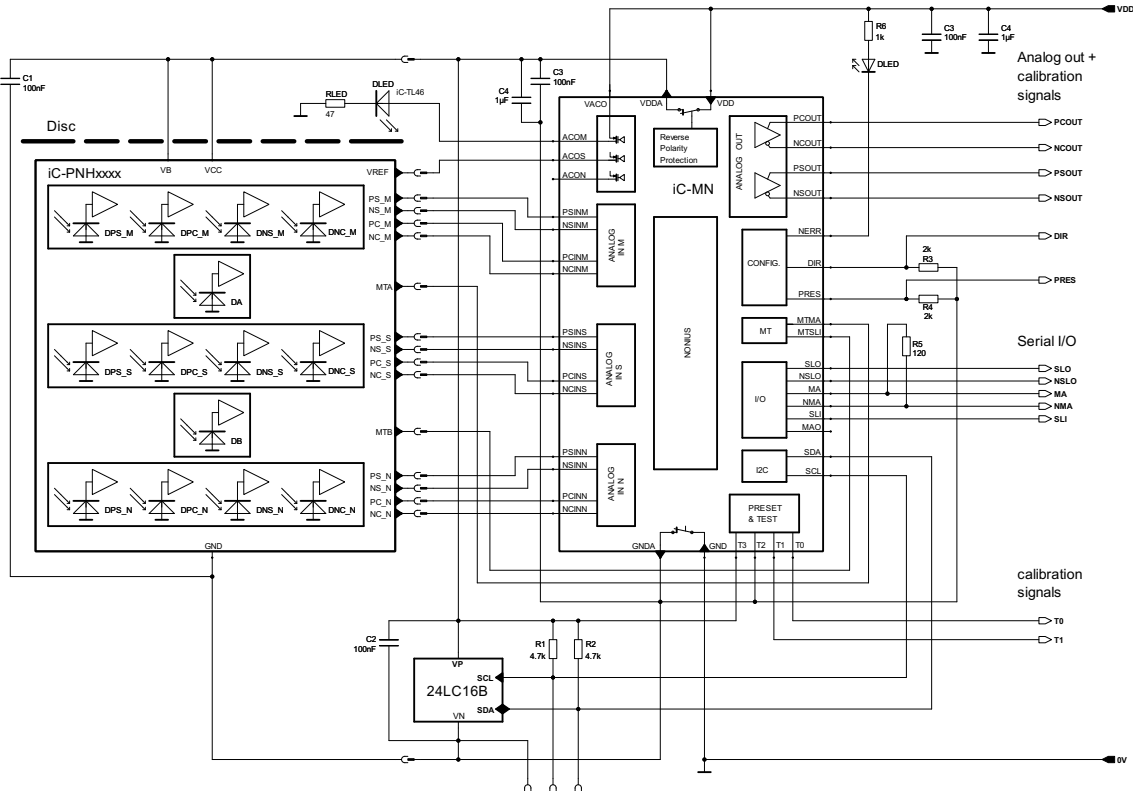 VDD
R6
1k
C3
100nF
C4
1µF
DLED
Analog out +
calibration
signals
C1
100nF
RLED
47
DLED
iC-TL46
C4
1µF
C3
100nF
VACO
VDDA
VDD
Disc
iC-PNHxxxx
VB
VCC
VREF
ACOM
ACOS
ACON
Reverse
Polarity
Protection
iC-MN
ANALOG OUT
PCOUT
NCOUT
PSOUT
NSOUT
PCOUT
NCOUT
PSOUT
NSOUT
DPS_M
DPC_M
DNS_M
DNC_M
PS_M
NS_M
PC_M
NC_M
PSINM
NSINM
PCINM
NCINM
ANALOG
IN M
CONFIG.
NERR
DIR
PRES
2k
R3
R4
2k
DIR
PRES
DA
MTA
NONIUS
MT
MTMA
MTSLI
R5
120
Serial I/O
DPS_S
DPC_S
DNS_S
DNC_S
PS_S
NS_S
PC_S
NC_S
PSINS
NSINS
PCINS
NCINS
ANALOG
IN S
I/O
SLO
NSLO
MA
NMA
SLI
MAO
SLO
NSLO
MA
NMA
SLI
DB
MTB
I2C
SDA
SCL
DPS_N
DPC_N
DNS_N
DNC_N
PS_N
NS_N
PC_N
NC_N
PSINN
NSINN
PCINN
NCINN
ANALOG
IN N
PRESET
& TEST
GND
GNDA
GND
T3
T2
T1
T0
calibration
signals
T0
T1
C2
100nF
R1
4.7k
R2
4.7k
VP
SCL
24LC16B
SDA
VN
0V